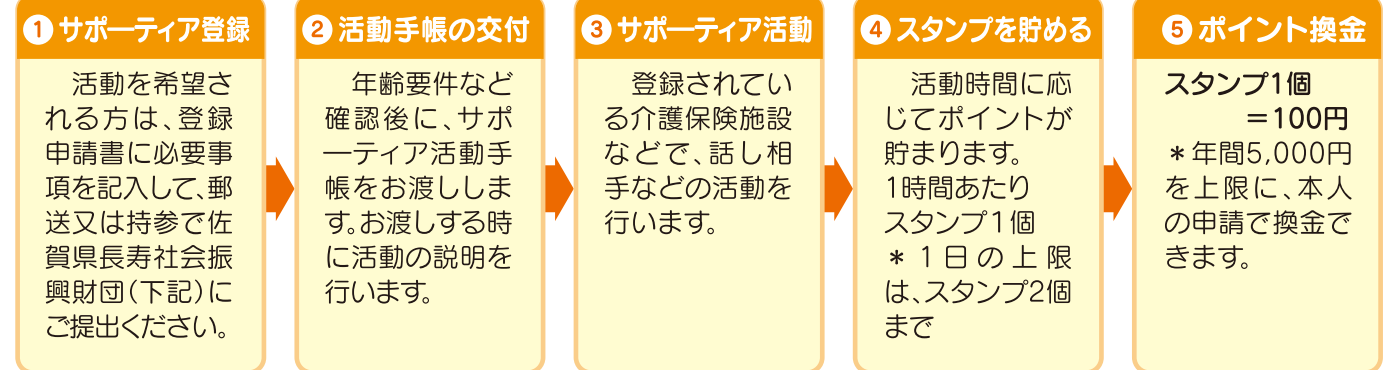 1 サポーティア登録
活動を希望さ
れる方は、登録
申請書に必要事
項を記入して、郵
送又は持参で佐
賀県長寿社会振
興財団(下記)に
ご提出ください。
2 活動手帳の交付
年齢要件など
確認後に、サポ
ーティア活動手
帳をお渡ししま
す。お渡しする時
に活動の説明を
行います。
3 サポーティア活動
登録されてい
る介護保険施設
などで、話し相
手などの活動を
行います。
4 スタンプを貯める
活動時間に応
じてポイントが
貯まります。
1時間あたり
スタンプ1個
*1日の上限
は、スタンプ2個
まで
5 ポイント換金
スタンプ1個
=100円
*年間5,000円
を上限に、本人
の申請で換金で
きます。